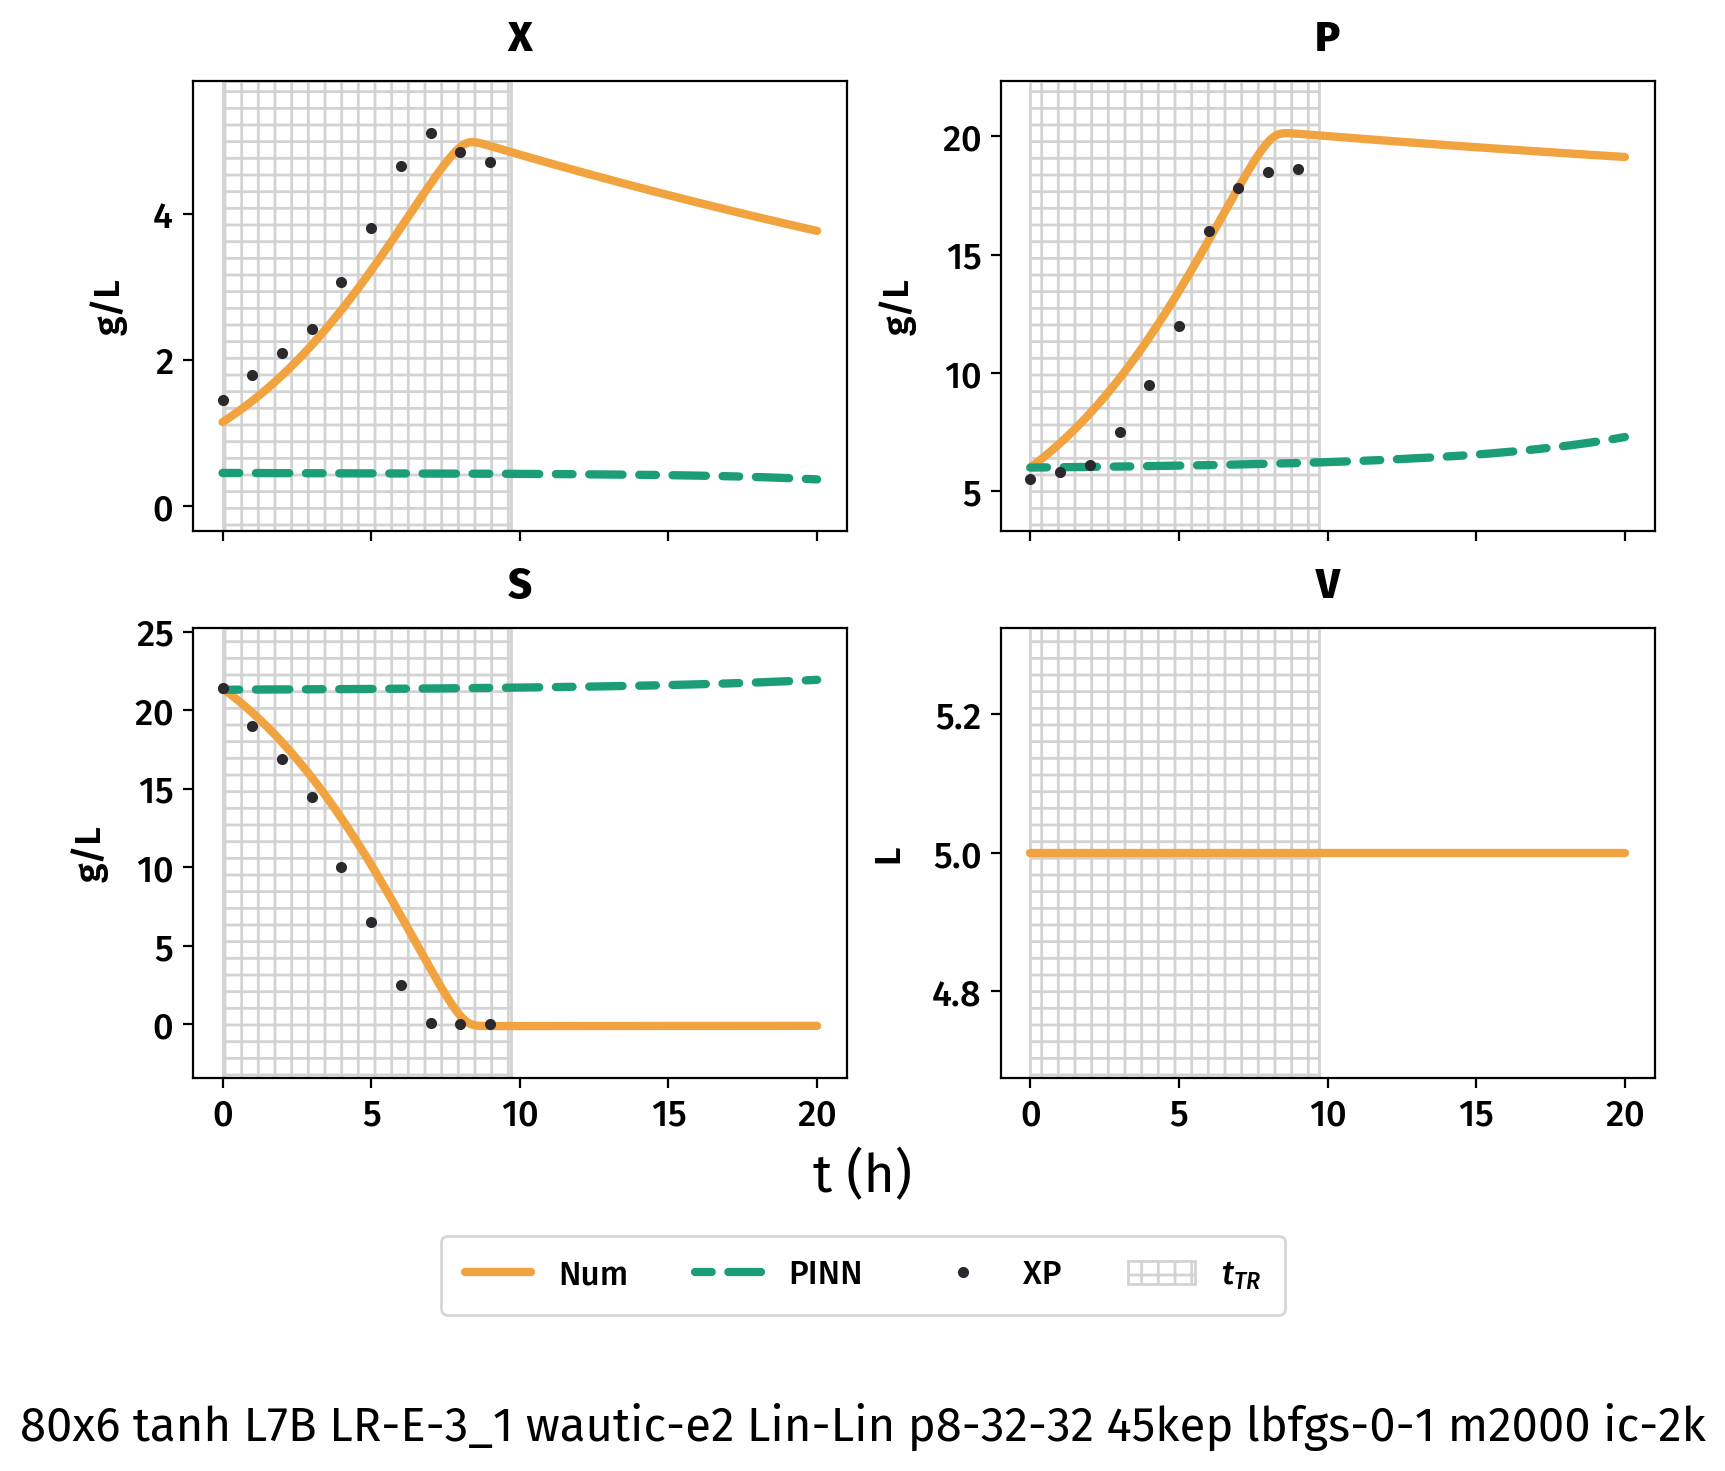 X
P
4
2
0
g/L
20
15
10
5
g/L
S
V
25
20
15
10
5
0
g/L
5.2
5.0
4.8
L
0 5 10 15 20
0 5 10 15 20
t (h)
Num PINN XP tTR
80x6 tanh L7B LR-E-3_1 wautic-e2 Lin-Lin p8-32-32 45kep lbfgs-0-1 m2000 ic-2k